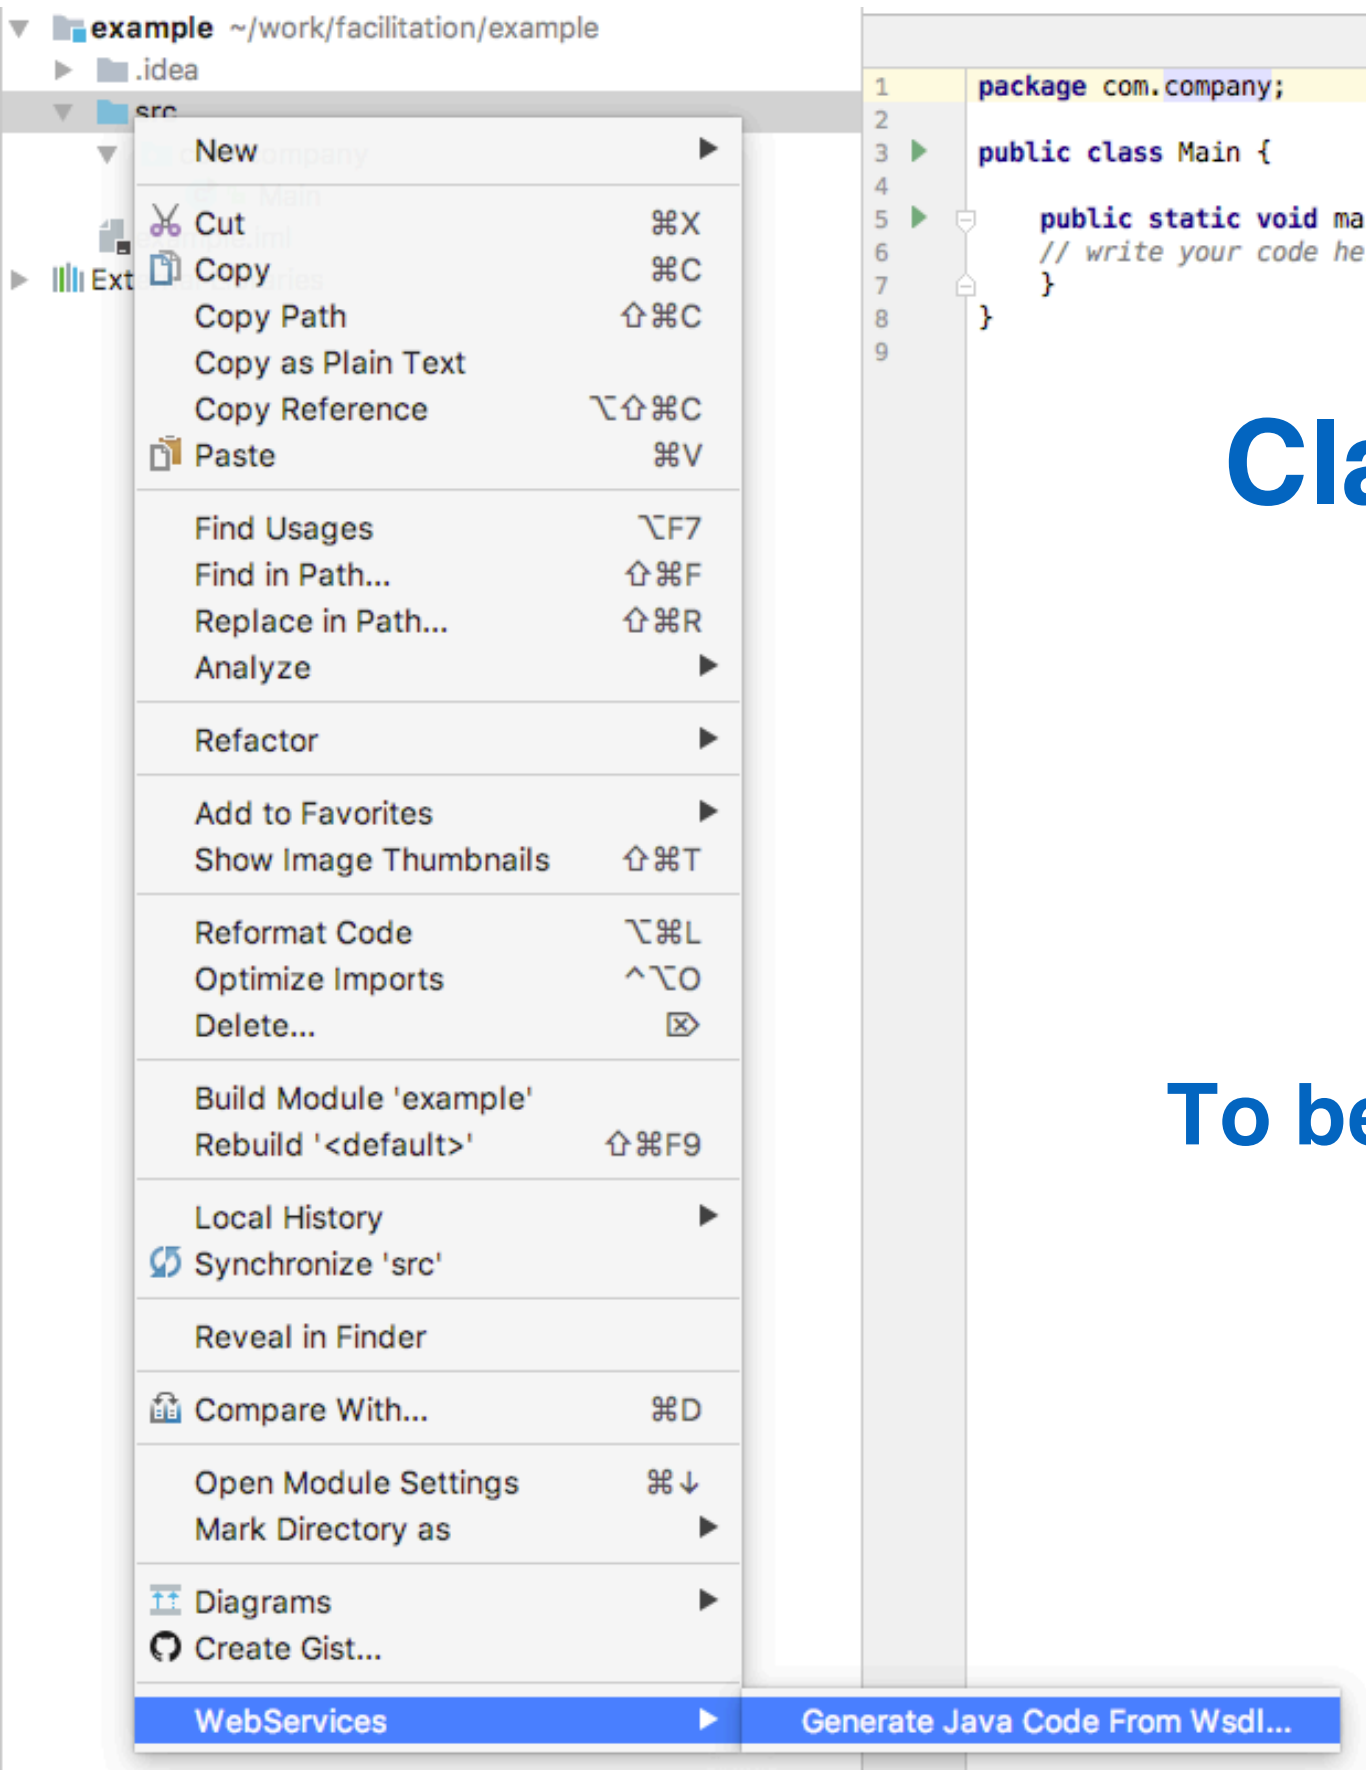 example ~/work/facilitation/example
.idea
src
New
Cut ⌘X
Copy ⌘C
Copy Path ⇧⌘C
Copy as Plain Text
Copy Reference ⌥⇧⌘C
Paste ⌘V
Find Usages ⌥F7
Find in Path... ⇧⌘F
Replace in Path... ⇧⌘R
Analyze
Refactor
Add to Favorites
Show Image Thumbnails ⇧⌘T
Reformat Code ⌥⌘L
Optimize Imports ^⌥O
Delete... ⌦
Build Module 'example'
Rebuild '<default>' ⇧⌘F9
Local History
Synchronize 'src'
Reveal in Finder
Compare With... ⌘D
Open Module Settings ⌘↓
Mark Directory as
Diagrams
Create Gist...
WebServices
Generate Java Code From Wsdl...
company
Main
example.iml
Ext
1 package com.company;
2
3 public class Main {
4
5 public static void ma
6 // write your code he
7 }
8 }
9
Cla
To be